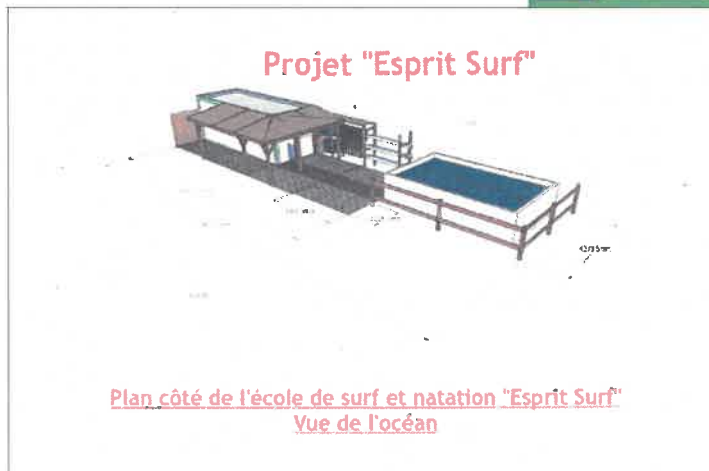 Projet "Esprit Surf"
Plan côté de l'école de surf et natation "Esprit Surf"
Vue de l'océan